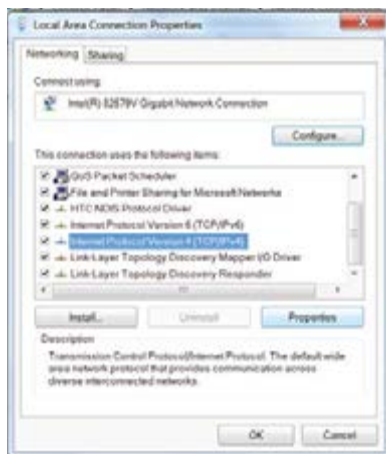 Local Area Connection Properties
Networking
Sharing
Connect using:
Intel(R) 82579V Gigabit Network Connection
Configure...
This connection uses the following items:
QoS Packet Scheduler
File and Printer Sharing for Microsoft Networks
HTC NDIS Protocol Driver
Internet Protocol Version 6 (TCP/IPv6)
Internet Protocol Version 4 (TCP/IPv4)
Link-Layer Topology Discovery Mapper I/O Driver
Link-Layer Topology Discovery Responder
Install...
Uninstall
Properties
Description
Transmission Control Protocol/Internet Protocol. The default wide
area network protocol that provides communication across
diverse interconnected networks.
OK
Cancel